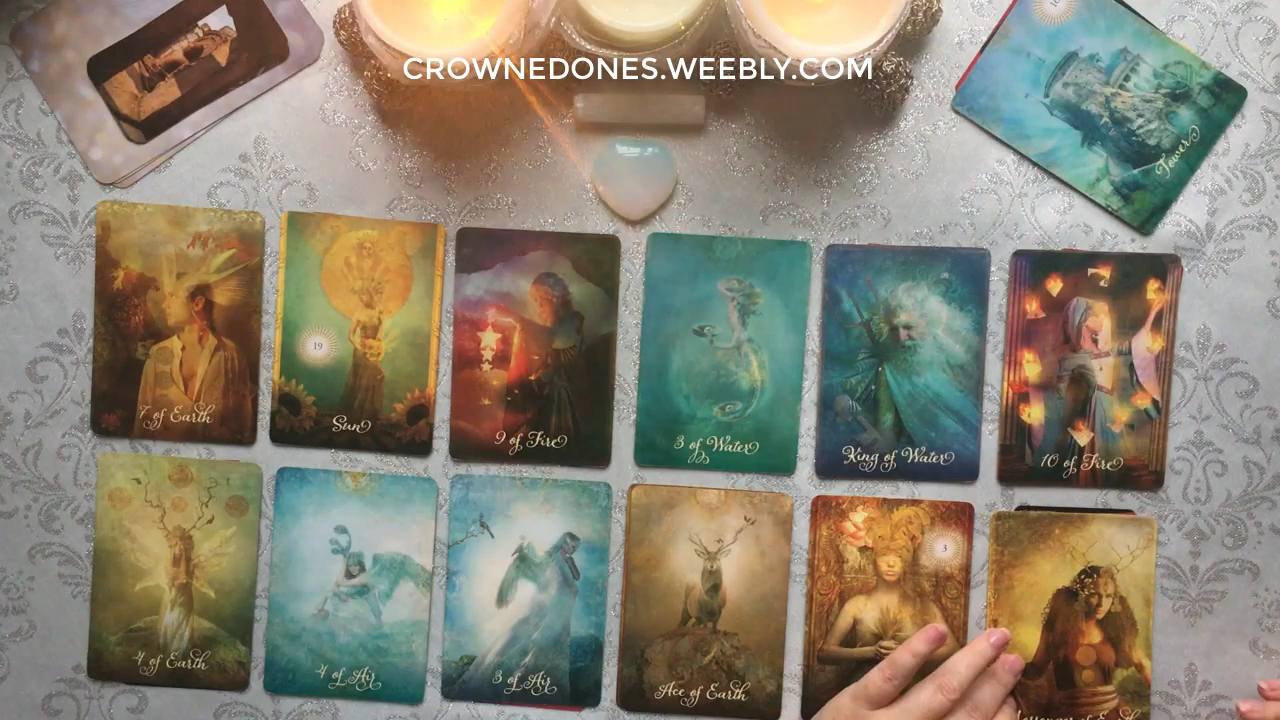 CROWNEDONES.WEEBLY.COM
Tower
7 of Earth
19
Sun
9 of Fire
3 of Water
King of Water
10 of Fire
4 of Earth
4 of Air
3 of Air
Ace of Earth
3